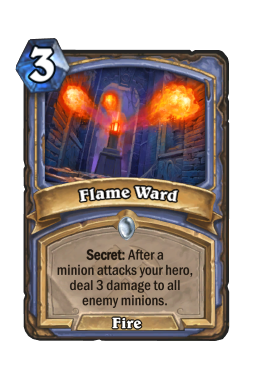 3
Flame Ward
Secret: After a
minion attacks your hero,
deal 3 damage to all
enemy minions.
Fire